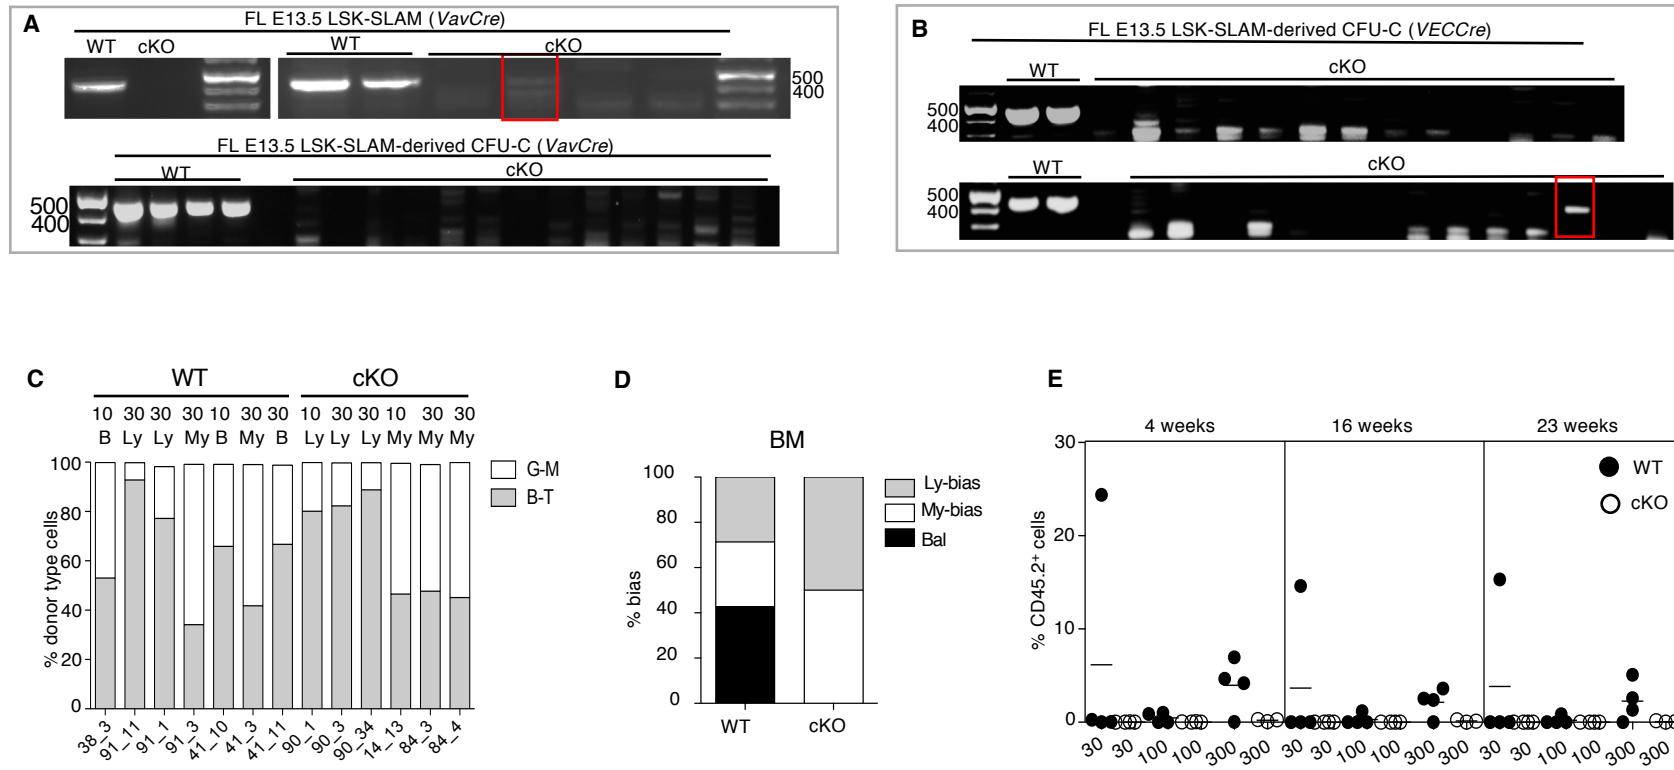 A
FL E13.5 LSK-SLAM (VavCre)
WT cKO WT cKO
500
400
FL E13.5 LSK-SLAM-derived CFU-C (VavCre)
WT cKO
500
400
B
FL E13.5 LSK-SLAM-derived CFU-C (VECCre)
WT cKO
500
400
WT cKO
500
400
C
WT cKO
10 30 30 30 10 30 30 10 30 30 10 30 30
B Ly Ly My B My B Ly Ly Ly My My My
G-M
B-T
% donor type cells
100
80
60
40
20
0
38_3 91_11 91_1 91_3 41_10 41_3 41_11 90_1 90_3 90_34 14_13 84_3 84_4
D
BM
Ly-bias
My-bias
Bal
% bias
100
80
60
40
20
0
WT cKO
E
4 weeks 16 weeks 23 weeks
WT
cKO
% CD45.2+ cells
30
20
10
0
30 30 100 100 300 300 30 30 100 100 300 300 30 30 100 100 300 300